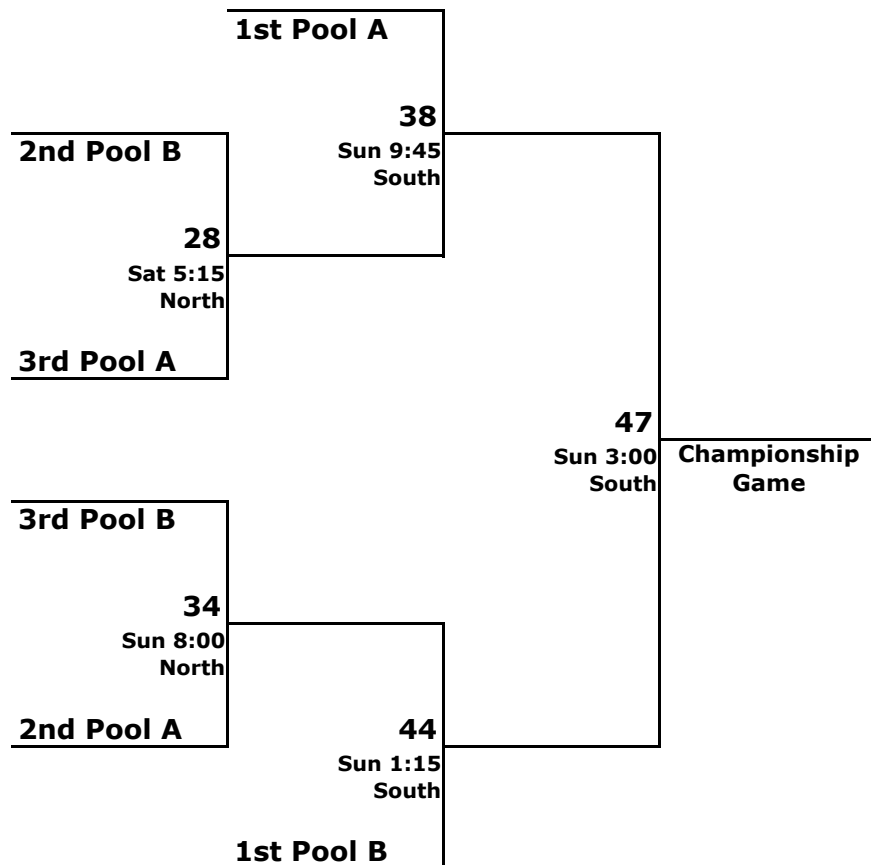 1st Pool A
38
Sun 9:45
South
2nd Pool B
28
Sat 5:15
North
3rd Pool A
47
Sun 3:00
South
Championship
Game
3rd Pool B
34
Sun 8:00
North
2nd Pool A
44
Sun 1:15
South
1st Pool B